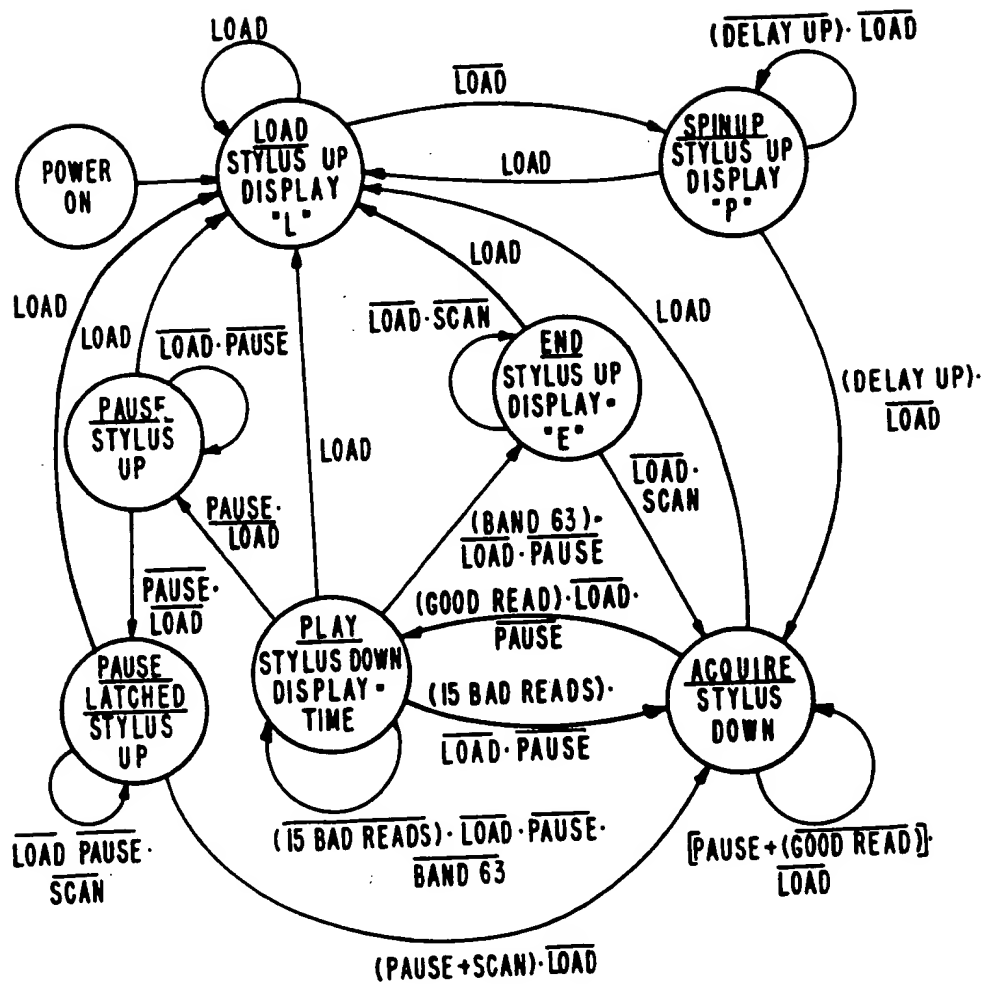 LOAD
(DELAY UP)· LOAD
LOAD
POWER
ON
LOAD
STYLUS UP
DISPLAY
"L"
LOAD
SPINUP
STYLUS UP
DISPLAY
"P"
LOAD
LOAD
LOAD
LOAD
LOAD·PAUSE
LOAD·SCAN
END
STYLUS UP
DISPLAY=
"E"
(DELAY UP)·
LOAD
PAUSE
STYLUS
UP
LOAD
LOAD·
SCAN
PAUSE·
LOAD
(BAND 63)·
LOAD·PAUSE
PAUSE·
LOAD
(GOOD READ)·LOAD·
PAUSE
PLAY
STYLUS DOWN
DISPLAY=
TIME
PAUSE
LATCHED
STYLUS
UP
(15 BAD READS)·
LOAD·PAUSE
ACQUIRE
STYLUS
DOWN
LOAD PAUSE·
SCAN
(15 BAD READS)·LOAD·PAUSE·
BAND 63
[PAUSE+(GOOD READ)]·
LOAD
(PAUSE+SCAN)·LOAD